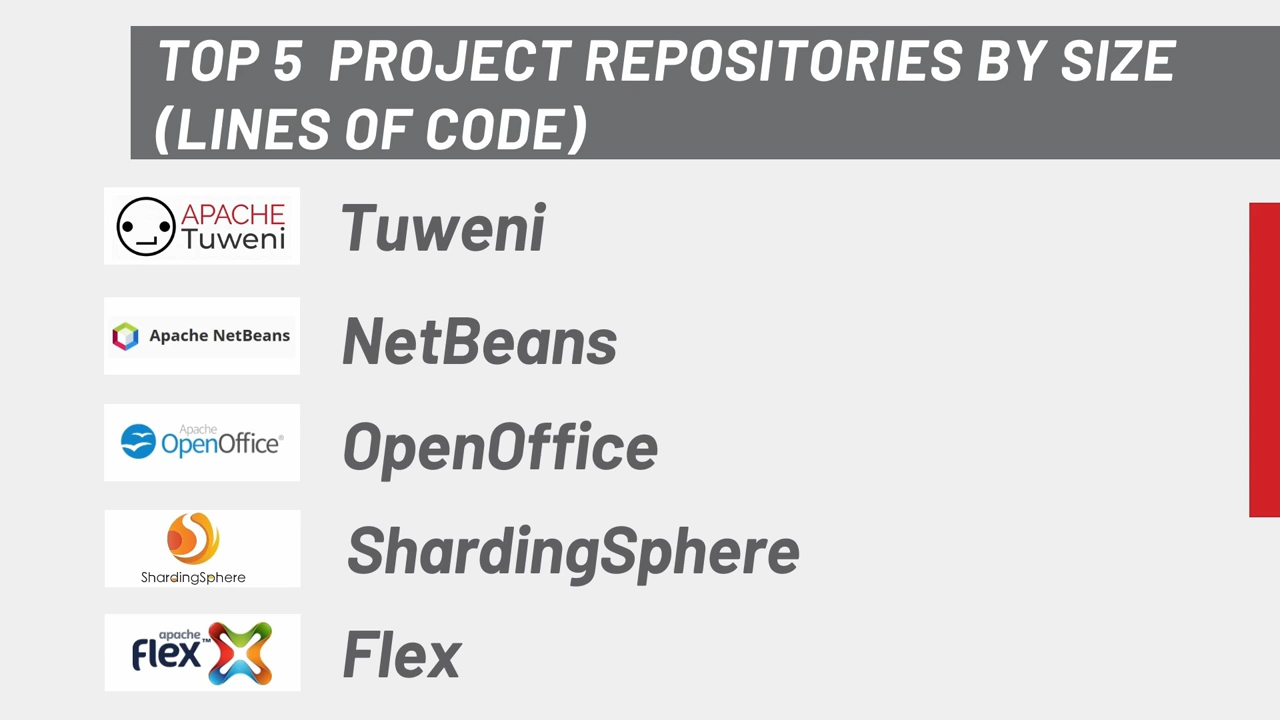 TOP 5 PROJECT REPOSITORIES BY SIZE
(LINES OF CODE)
APACHE
Tuweni
Tuweni
Apache NetBeans
NetBeans
Apache
OpenOffice®
OpenOffice
ShardingSphere
ShardingSphere
apache
flex™
Flex